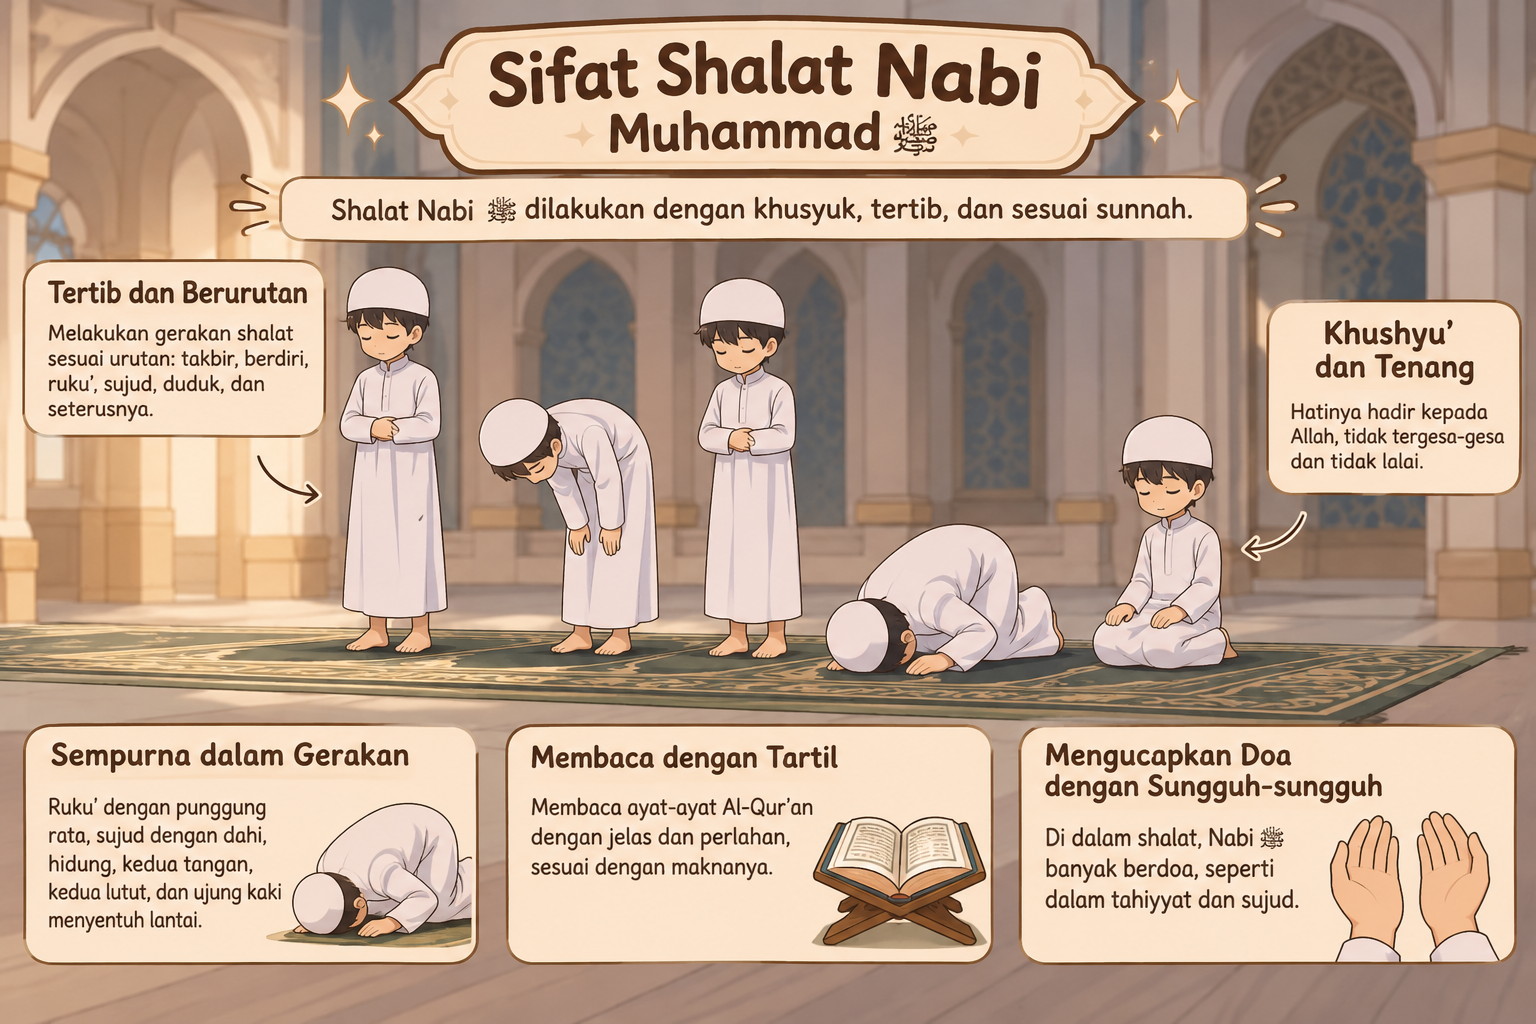 Sifat Shalat Nabi
Muhammad ﷺ
Shalat Nabi ﷺ dilakukan dengan khusyuk, tertib, dan sesuai sunnah.
Tertib dan Berurutan
Melakukan gerakan shalat
sesuai urutan: takbir, berdiri,
ruku’, sujud, duduk, dan
seterusnya.
Khushyu’
dan Tenang
Hatinya hadir kepada
Allah, tidak tergesa-gesa
dan tidak lalai.
Sempurna dalam Gerakan
Ruku’ dengan punggung
rata, sujud dengan dahi,
hidung, kedua tangan,
kedua lutut, dan ujung kaki
menyentuh lantai.
Membaca dengan Tartil
Membaca ayat-ayat Al-Qur’an
dengan jelas dan perlahan,
sesuai dengan maknanya.
Mengucapkan Doa
dengan Sungguh-sungguh
Di dalam shalat, Nabi ﷺ
banyak berdoa, seperti
dalam tahiyyat dan sujud.